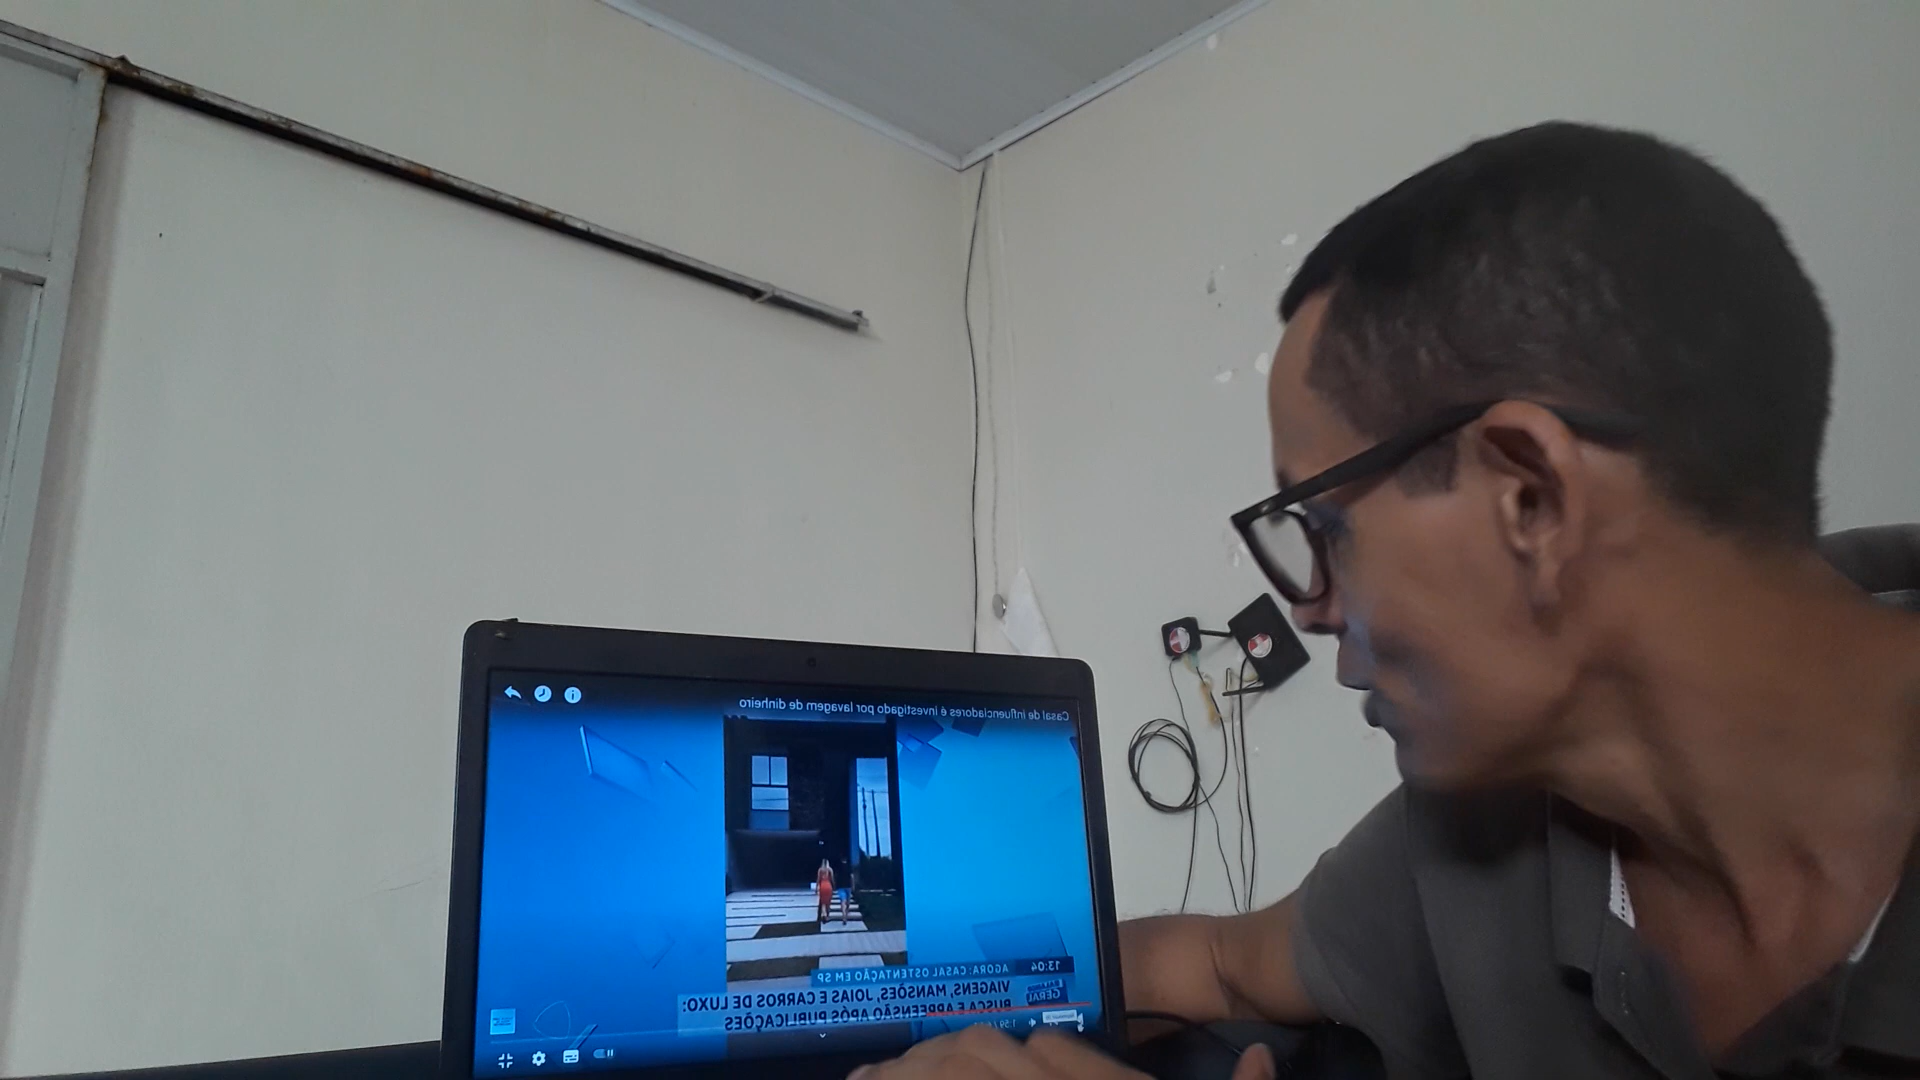 Casal de influenciadores é investigado por lavagem de dinheiro
13:04 AGORA: CASAL OSTENTAÇÃO EM SP
BALANÇO GERAL
VIAGENS, MANSÕES, JOIAS E CARROS DE LUXO:
BUSCA E APREENSÃO APÓS PUBLICAÇÕES